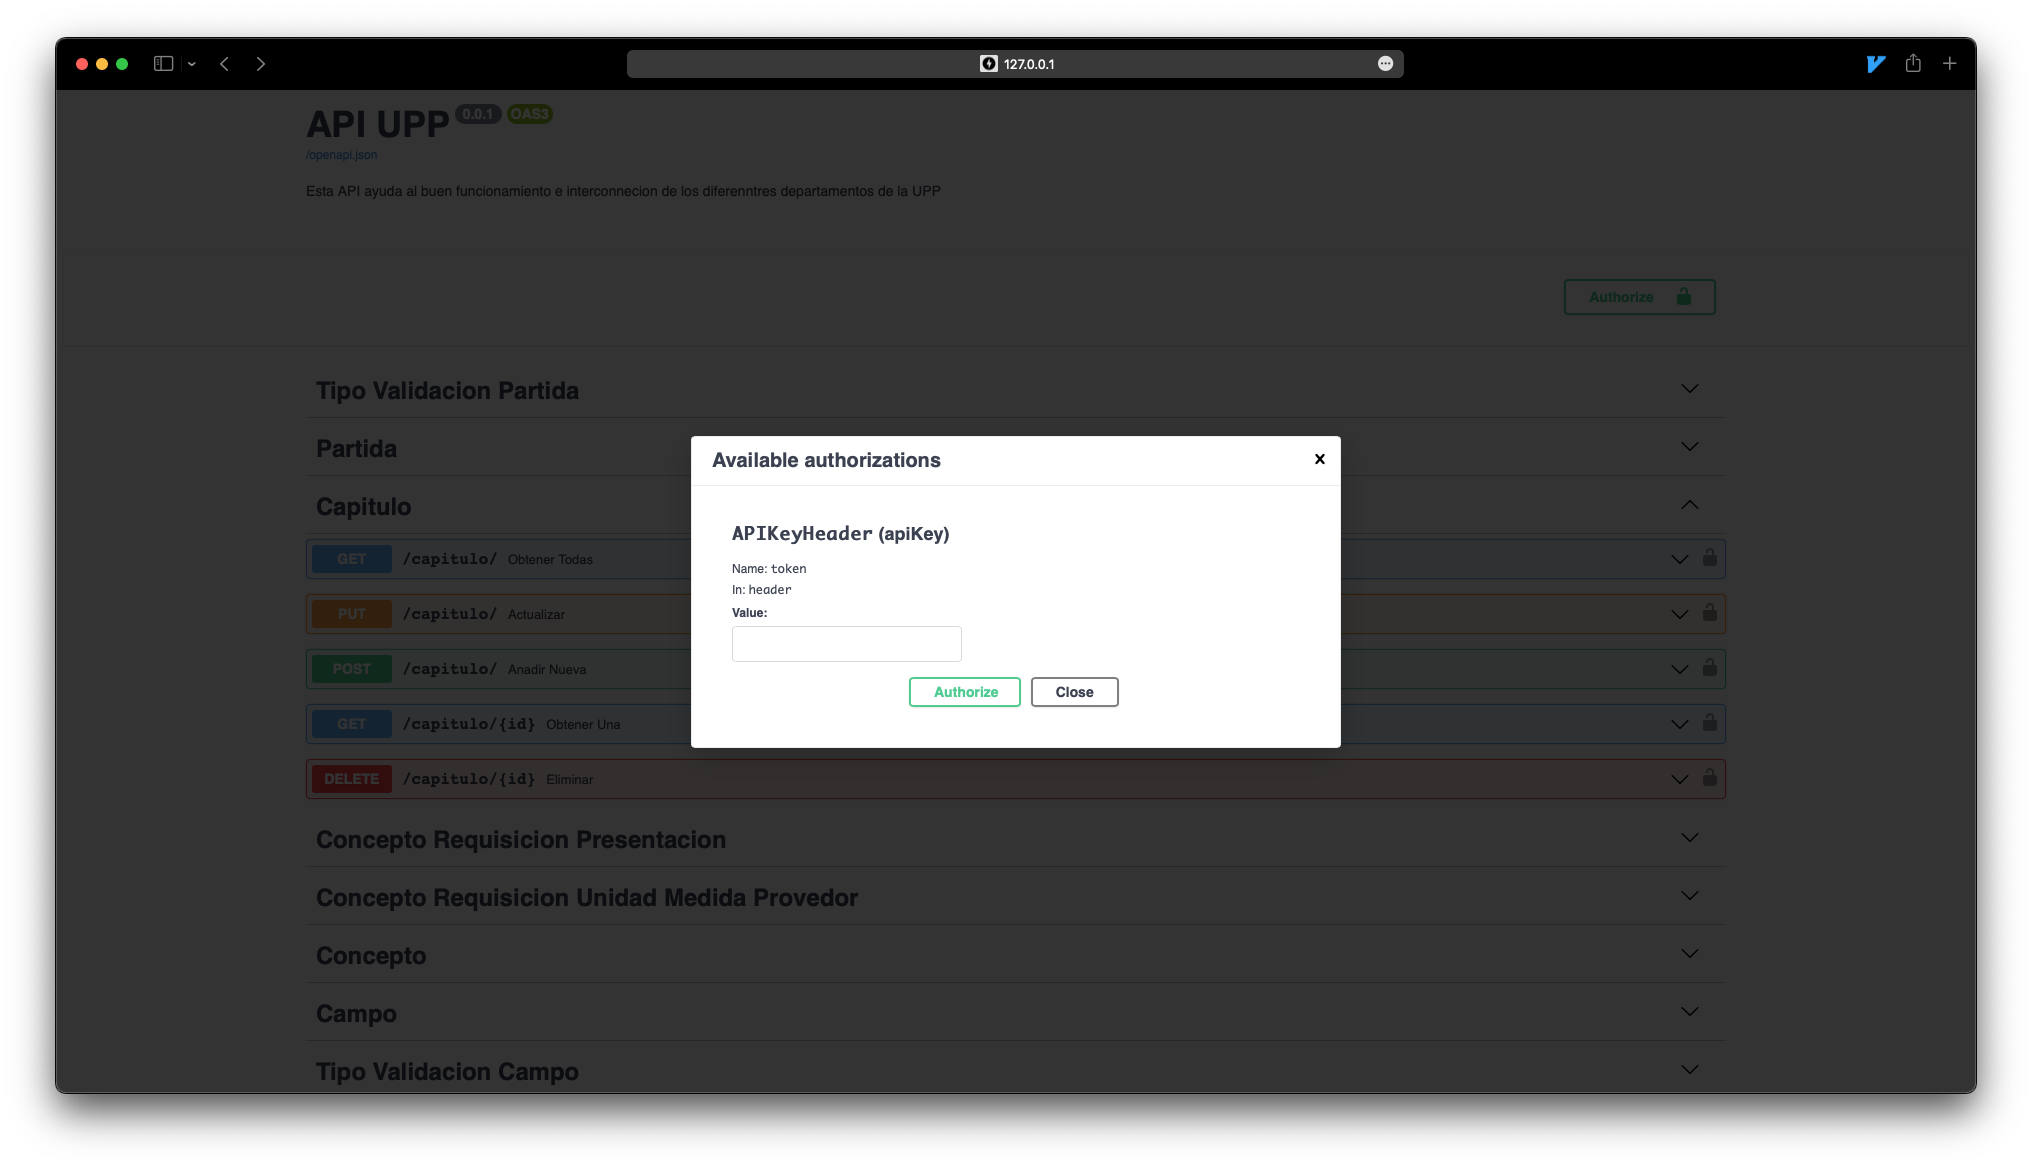 127.0.0.1
API UPP 0.0.1 OAS3
/openapi.json
Esta API ayuda al buen funcionamiento e interconnecion de los diferenntres departamentos de la UPP
Authorize
Tipo Validacion Partida
Partida
Capitulo
GET /capitulo/ Obtener Todas
PUT /capitulo/ Actualizar
POST /capitulo/ Anadir Nueva
GET /capitulo/{id} Obtener Una
DELETE /capitulo/{id} Eliminar
Available authorizations
APIKeyHeader (apiKey)
Name: token
In: header
Value:
Authorize Close
Concepto Requisicion Presentacion
Concepto Requisicion Unidad Medida Provedor
Concepto
Campo
Tipo Validacion Campo